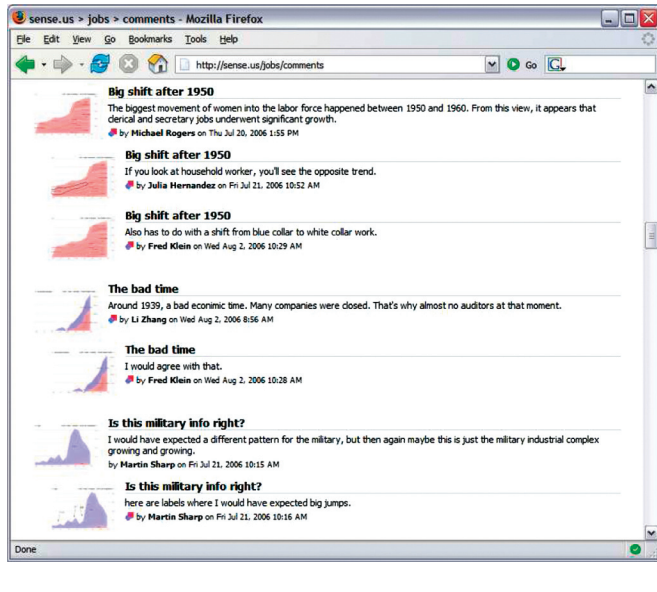 sense.us > jobs > comments - Mozilla Firefox
File Edit View Go Bookmarks Tools Help
http://sense.us/jobs/comments Go G
Big shift after 1950
The biggest movement of women into the labor force happened between 1950 and 1960. From this view, it appears that
clerical and secretary jobs underwent significant growth.
by Michael Rogers on Thu Jul 20, 2006 1:55 PM
Big shift after 1950
If you look at household worker, you'll see the opposite trend.
by Julia Hernandez on Fri Jul 21, 2006 10:52 AM
Big shift after 1950
Also has to do with a shift from blue collar to white collar work.
by Fred Klein on Wed Aug 2, 2006 10:29 AM
The bad time
Around 1939, a bad econimic time. Many companies were closed. That's why almost no auditors at that moment.
by Li Zhang on Wed Aug 2, 2006 8:56 AM
The bad time
I would agree with that.
by Fred Klein on Wed Aug 2, 2006 10:28 AM
Is this military info right?
I would have expected a different pattern for the military, but then again maybe this is just the military industrial complex
growing and growing.
by Martin Sharp on Fri Jul 21, 2006 10:15 AM
Is this military info right?
here are labels where I would have expected big jumps.
by Martin Sharp on Fri Jul 21, 2006 10:16 AM
Done